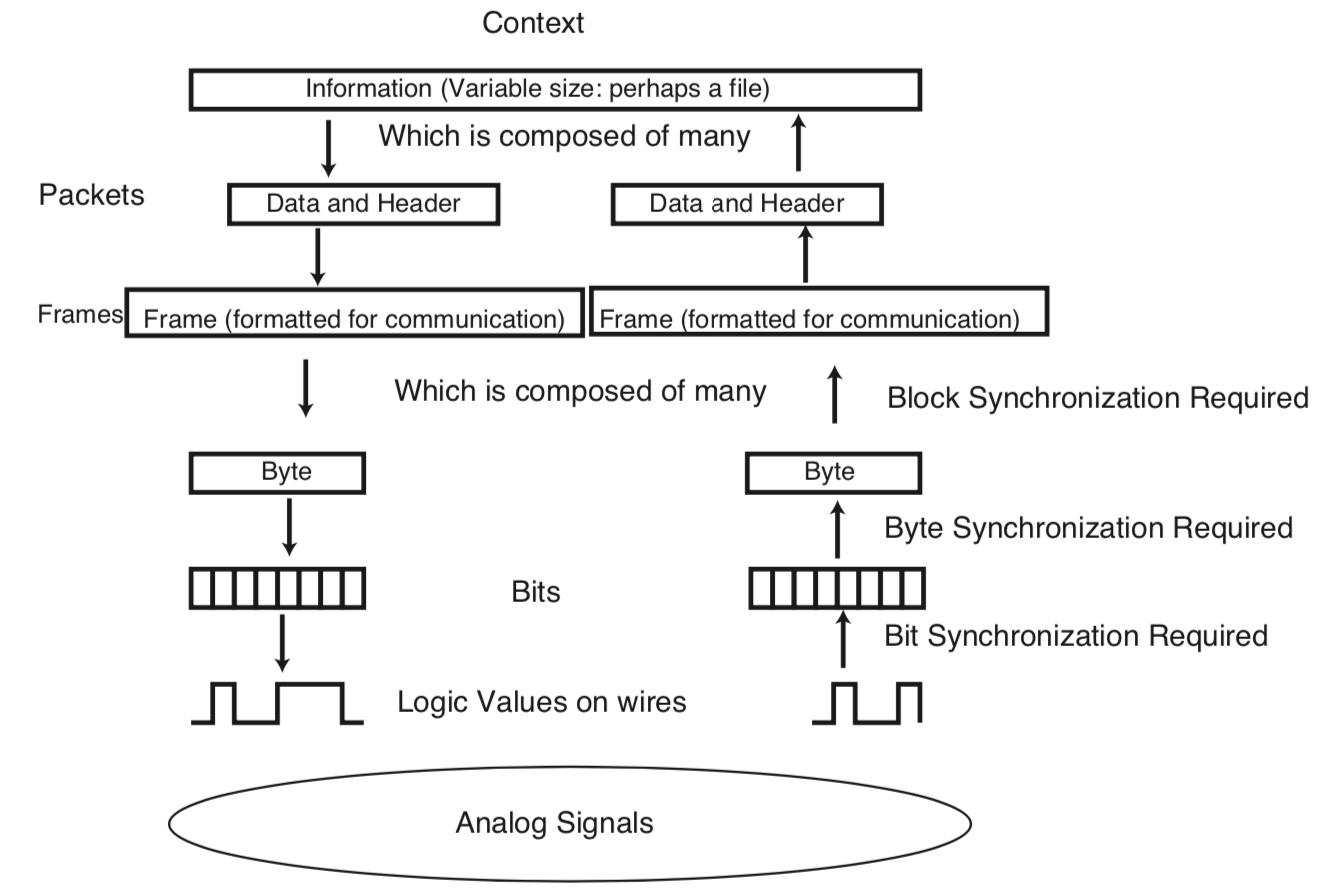 Context
Information (Variable size: perhaps a file)
Which is composed of many
Packets
Data and Header
Data and Header
Frames
Frame (formatted for communication)
Frame (formatted for communication)
Which is composed of many
Block Synchronization Required
Byte
Byte
Byte Synchronization Required
Bits
Bit Synchronization Required
Logic Values on wires
Analog Signals